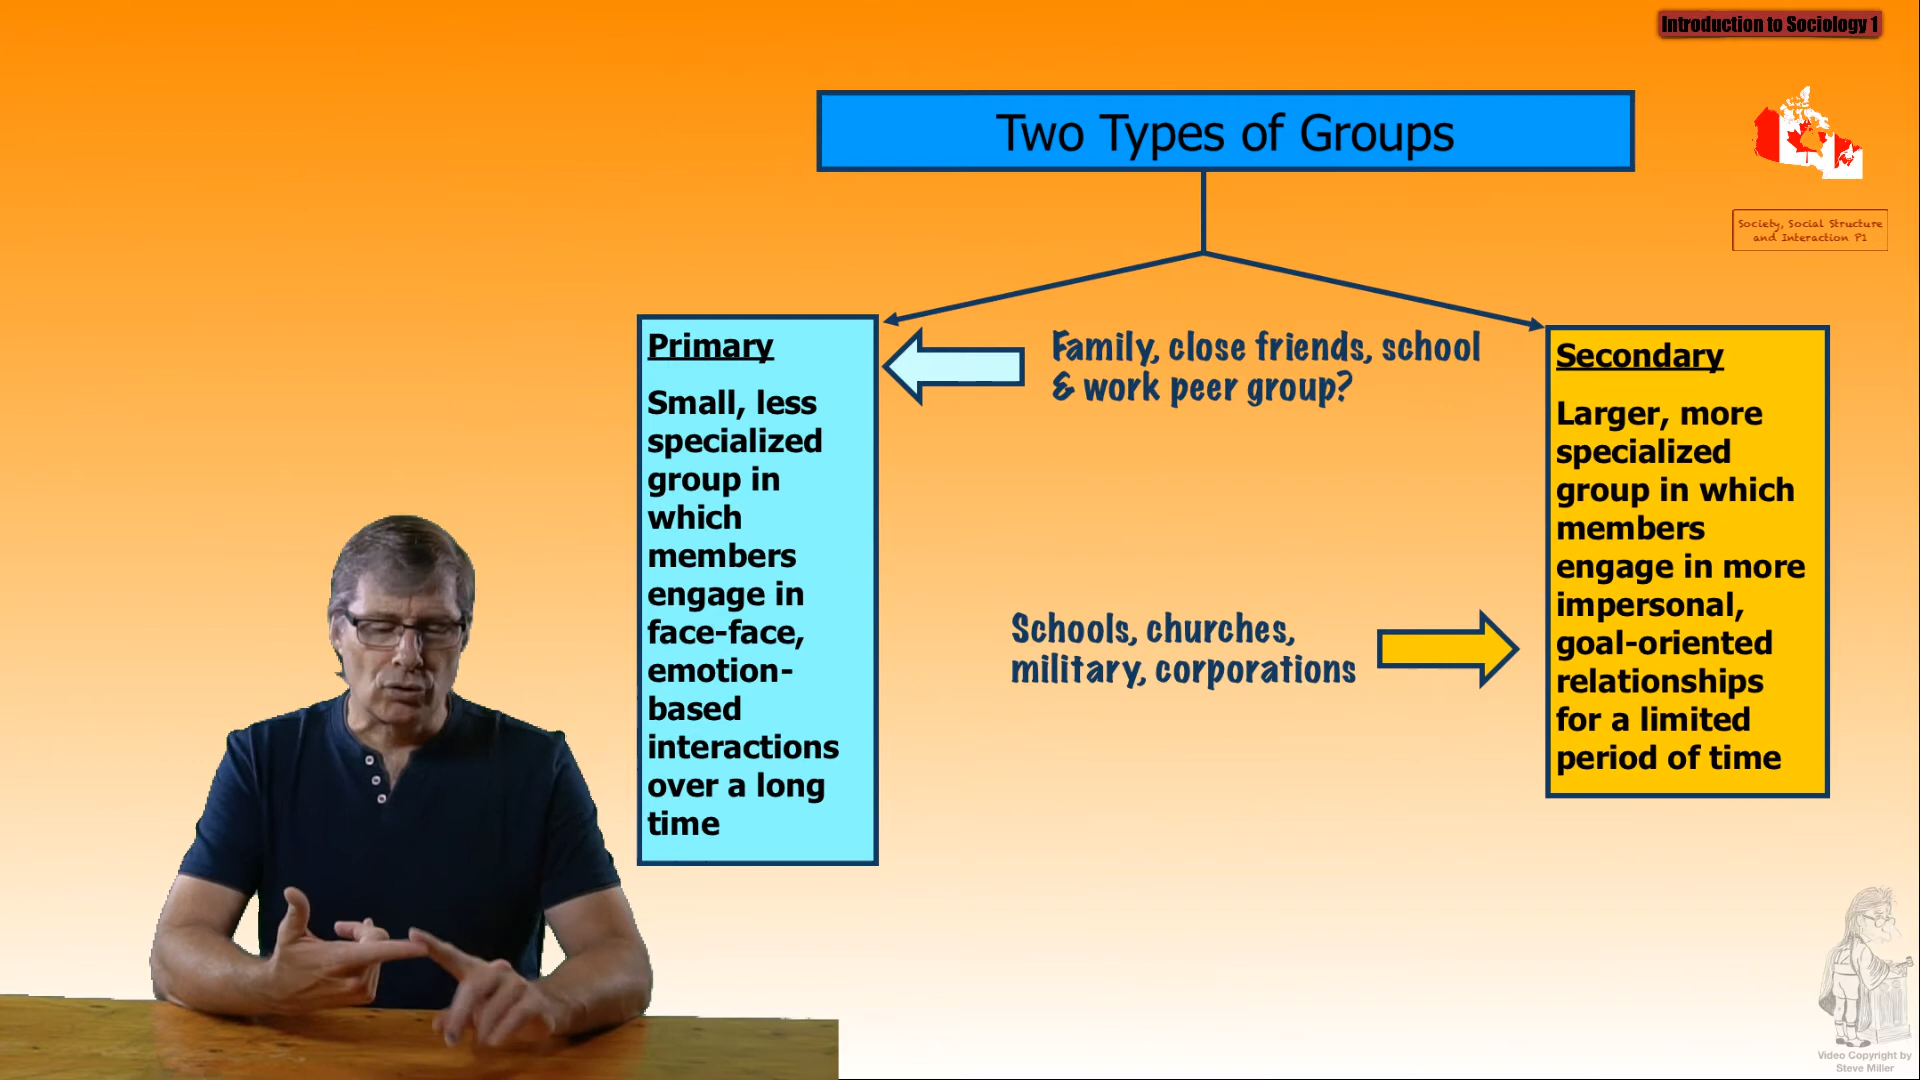 Introduction to Sociology 1
Two Types of Groups
Society, Social Structure
and Interaction P1
Primary
Small, less
specialized
group in
which
members
engage in
face-face,
emotion-
based
interactions
over a long
time
Family, close friends, school
& work peer group?
Schools, churches,
military, corporations
Secondary
Larger, more
specialized
group in which
members
engage in more
impersonal,
goal-oriented
relationships
for a limited
period of time
Video Copyright by
Steve Miller